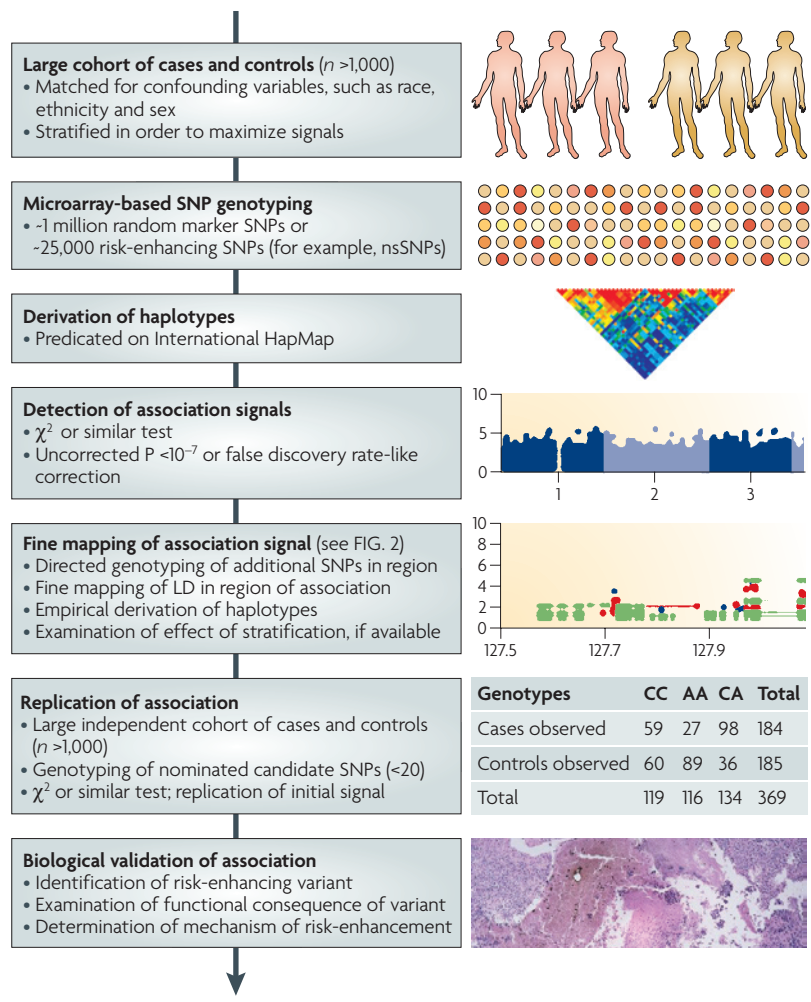 Large cohort of cases and controls (n >1,000)
• Matched for confounding variables, such as race,
ethnicity and sex
• Stratified in order to maximize signals
Microarray-based SNP genotyping
• ~1 million random marker SNPs or
~25,000 risk-enhancing SNPs (for example, nsSNPs)
Derivation of haplotypes
• Predicated on International HapMap
Detection of association signals
• χ² or similar test
• Uncorrected P <10⁻⁷ or false discovery rate-like
correction
10
5
0
1 2 3
Fine mapping of association signal (see FIG. 2)
• Directed genotyping of additional SNPs in region
• Fine mapping of LD in region of association
• Empirical derivation of haplotypes
• Examination of effect of stratification, if available
10
8
6
4
2
0
127.5 127.7 127.9
Replication of association
• Large independent cohort of cases and controls
(n >1,000)
• Genotyping of nominated candidate SNPs (<20)
• χ² or similar test; replication of initial signal
Genotypes CC AA CA Total
Cases observed 59 27 98 184
Controls observed 60 89 36 185
Total 119 116 134 369
Biological validation of association
• Identification of risk-enhancing variant
• Examination of functional consequence of variant
• Determination of mechanism of risk-enhancement